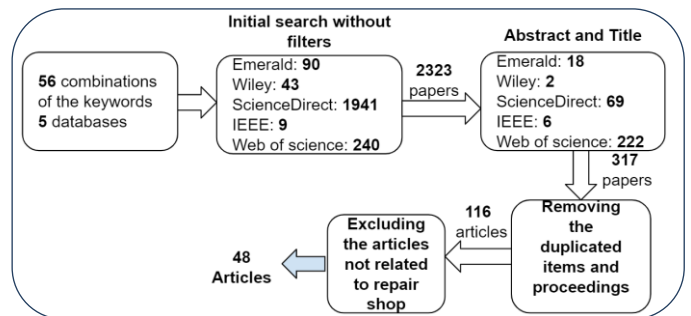 Initial search without
filters
Abstract and Title
56 combinations
of the keywords
5 databases
Emerald: 90
Wiley: 43
ScienceDirect: 1941
IEEE: 9
Web of science: 240
2323
papers
Emerald: 18
Wiley: 2
ScienceDirect: 69
IEEE: 6
Web of science: 222
317
papers
Removing
the
duplicated
items and
proceedings
116
articles
Excluding
the articles
not related
to repair
shop
48
Articles